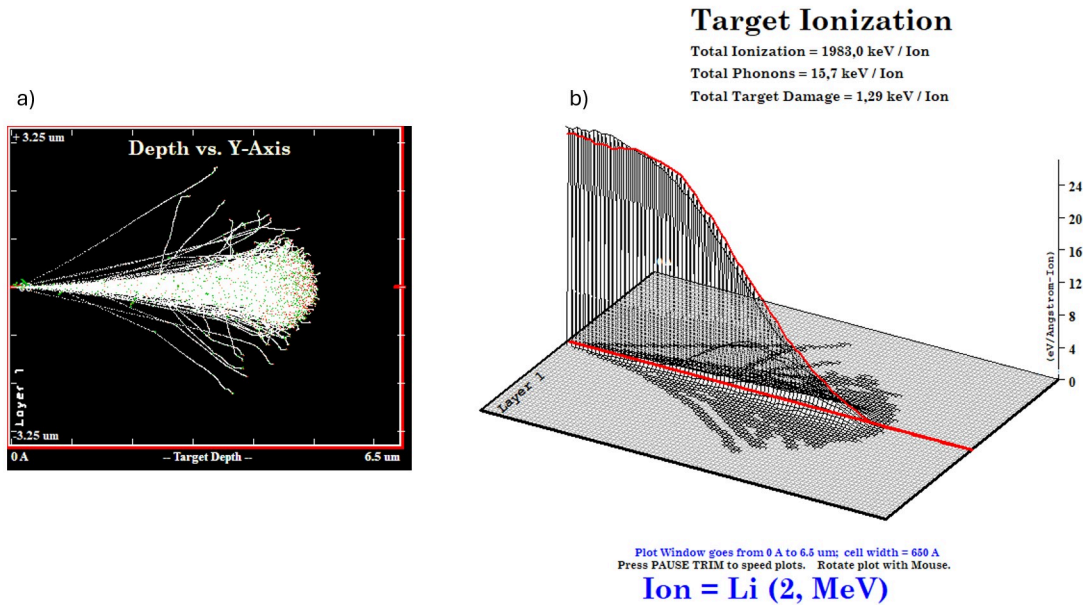 a)
+ 3.25 um
Depth vs. Y-Axis
Layer 1
-3.25 um
0 A
-- Target Depth --
6.5 um
b)
Target Ionization
Total Ionization = 1983,0 keV / Ion
Total Phonons = 15,7 keV / Ion
Total Target Damage = 1,29 keV / Ion
24
20
16
12
8
4
0
(eV/Angstrom-Ion)
Layer 1
Plot Window goes from 0 A to 6.5 um; cell width = 650 A
Press PAUSE TRIM to speed plots. Rotate plot with Mouse.
Ion = Li (2, MeV)